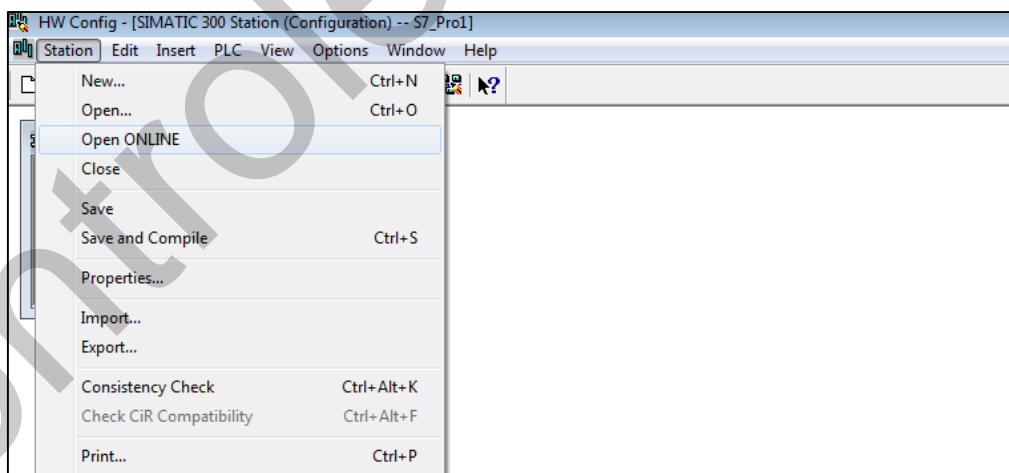 HW Config - [SIMATIC 300 Station (Configuration) -- S7_Pro1]
Station Edit Insert PLC View Options Window Help
New... Ctrl+N
Open... Ctrl+O
Open ONLINE
Close
Save
Save and Compile Ctrl+S
Properties...
Import...
Export...
Consistency Check Ctrl+Alt+K
Check CiR Compatibility Ctrl+Alt+F
Print... Ctrl+P